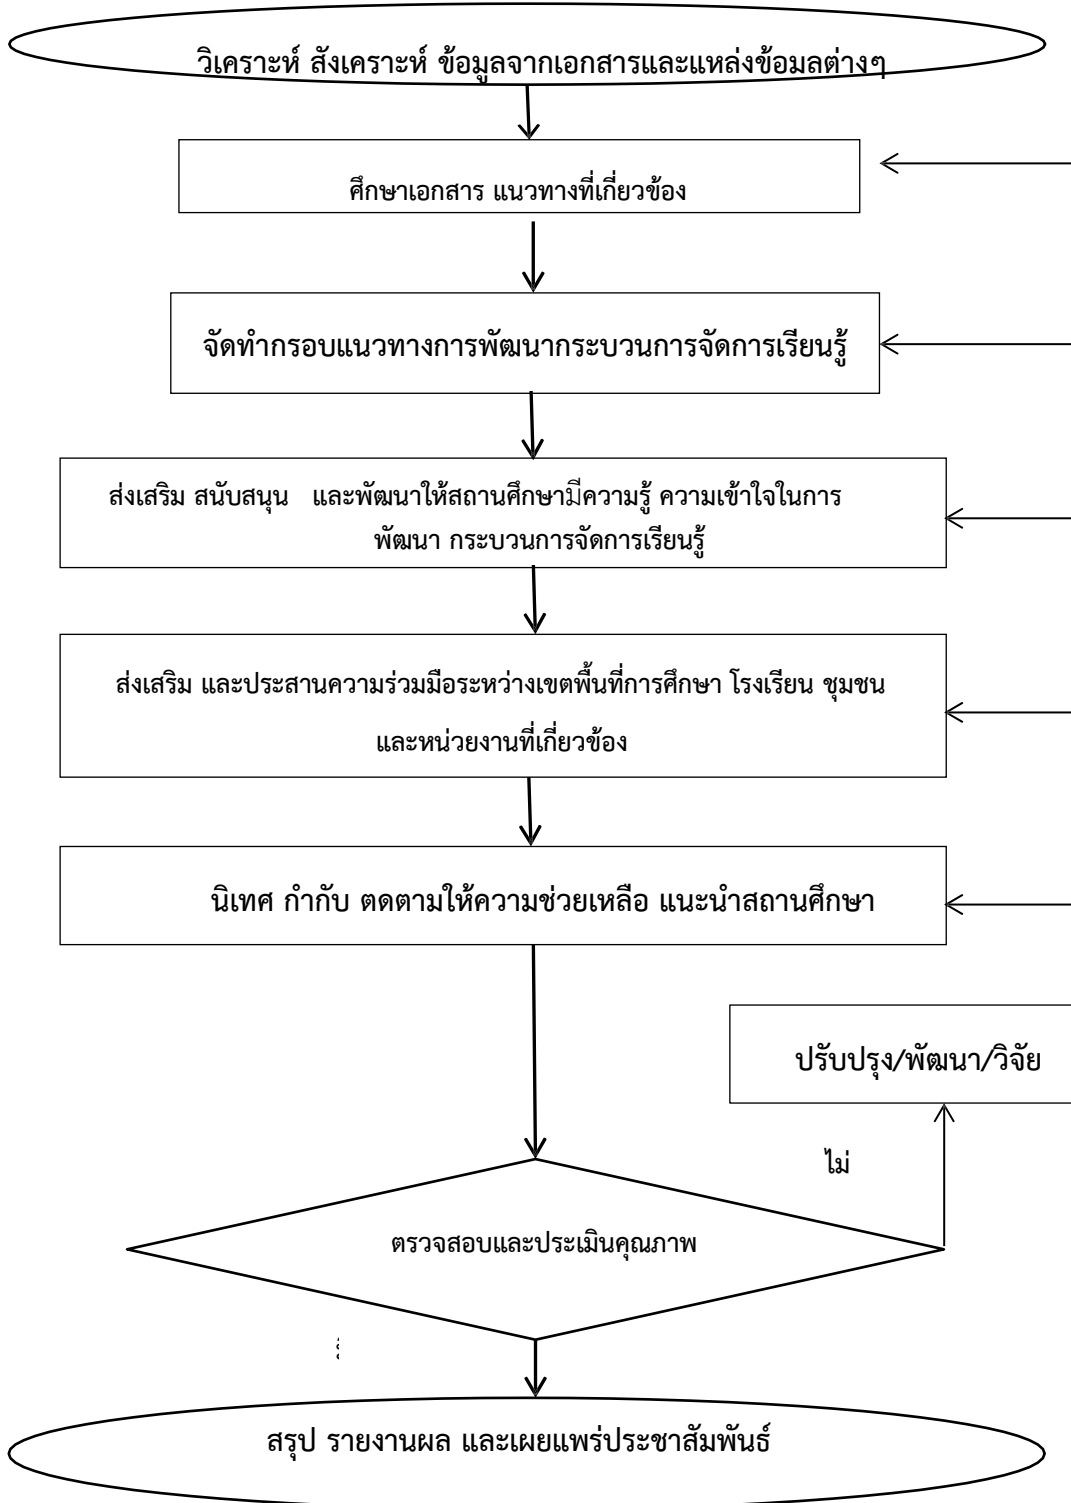 วิเคราะห์ สังเคราะห์ ข้อมูลจากเอกสารและแหล่งข้อมลต่างๆ
ศึกษาเอกสาร แนวทางที่เกี่ยวข้อง
จัดทำกรอบแนวทางการพัฒนากระบวนการจัดการเรียนรู้
ส่งเสริม สนับสนุน และพัฒนาให้สถานศึกษามีความรู้ ความเข้าใจในการ
พัฒนา กระบวนการจัดการเรียนรู้
ส่งเสริม และประสานความร่วมมือระหว่างเขตพื้นที่การศึกษา โรงเรียน ชุมชน
และหน่วยงานที่เกี่ยวข้อง
นิเทศ กำกับ ตดตามให้ความช่วยเหลือ แนะนำสถานศึกษา
ปรับปรุง/พัฒนา/วิจัย
ไม่
ตรวจสอบและประเมินคุณภาพ
สรุป รายงานผล และเผยแพร่ประชาสัมพันธ์